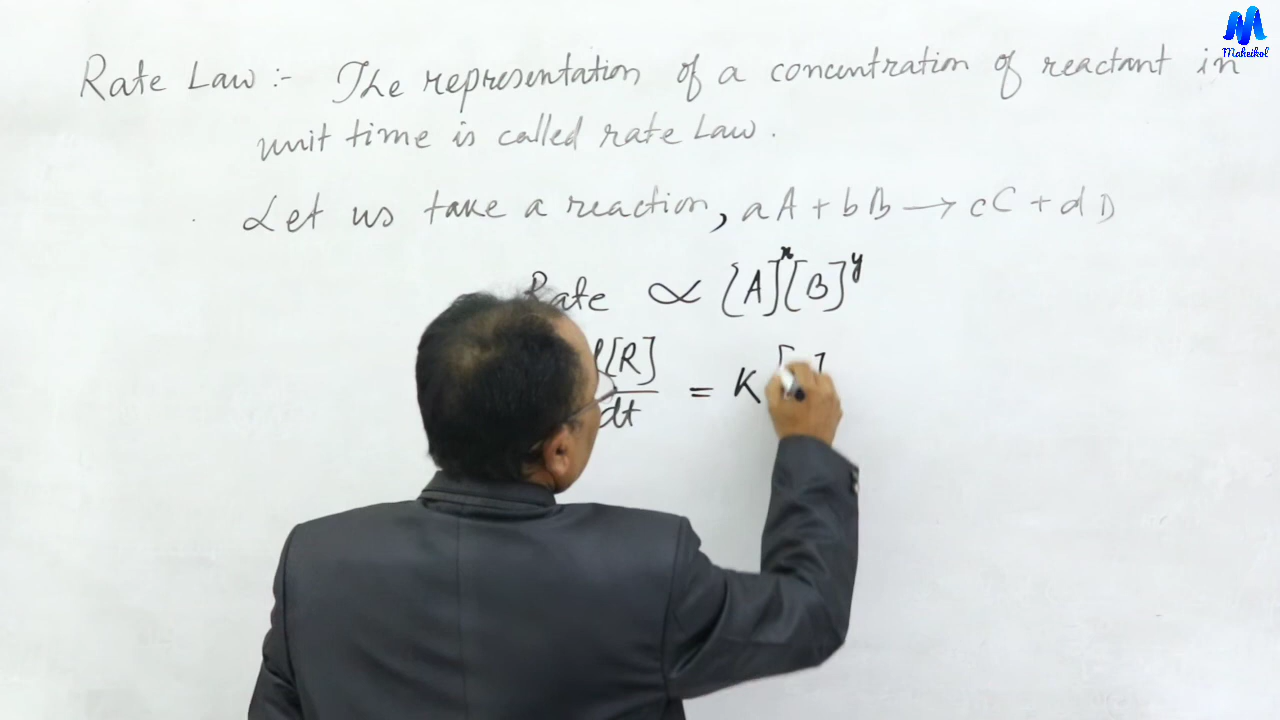 Makeikol
Rate Law :- The representation of a concentration of reactant in
unit time is called rate Law.
Let us take a reaction, aA + bB → cC + dD
Rate ∝ [A]^x [B]^y
d[R]/dt = K [